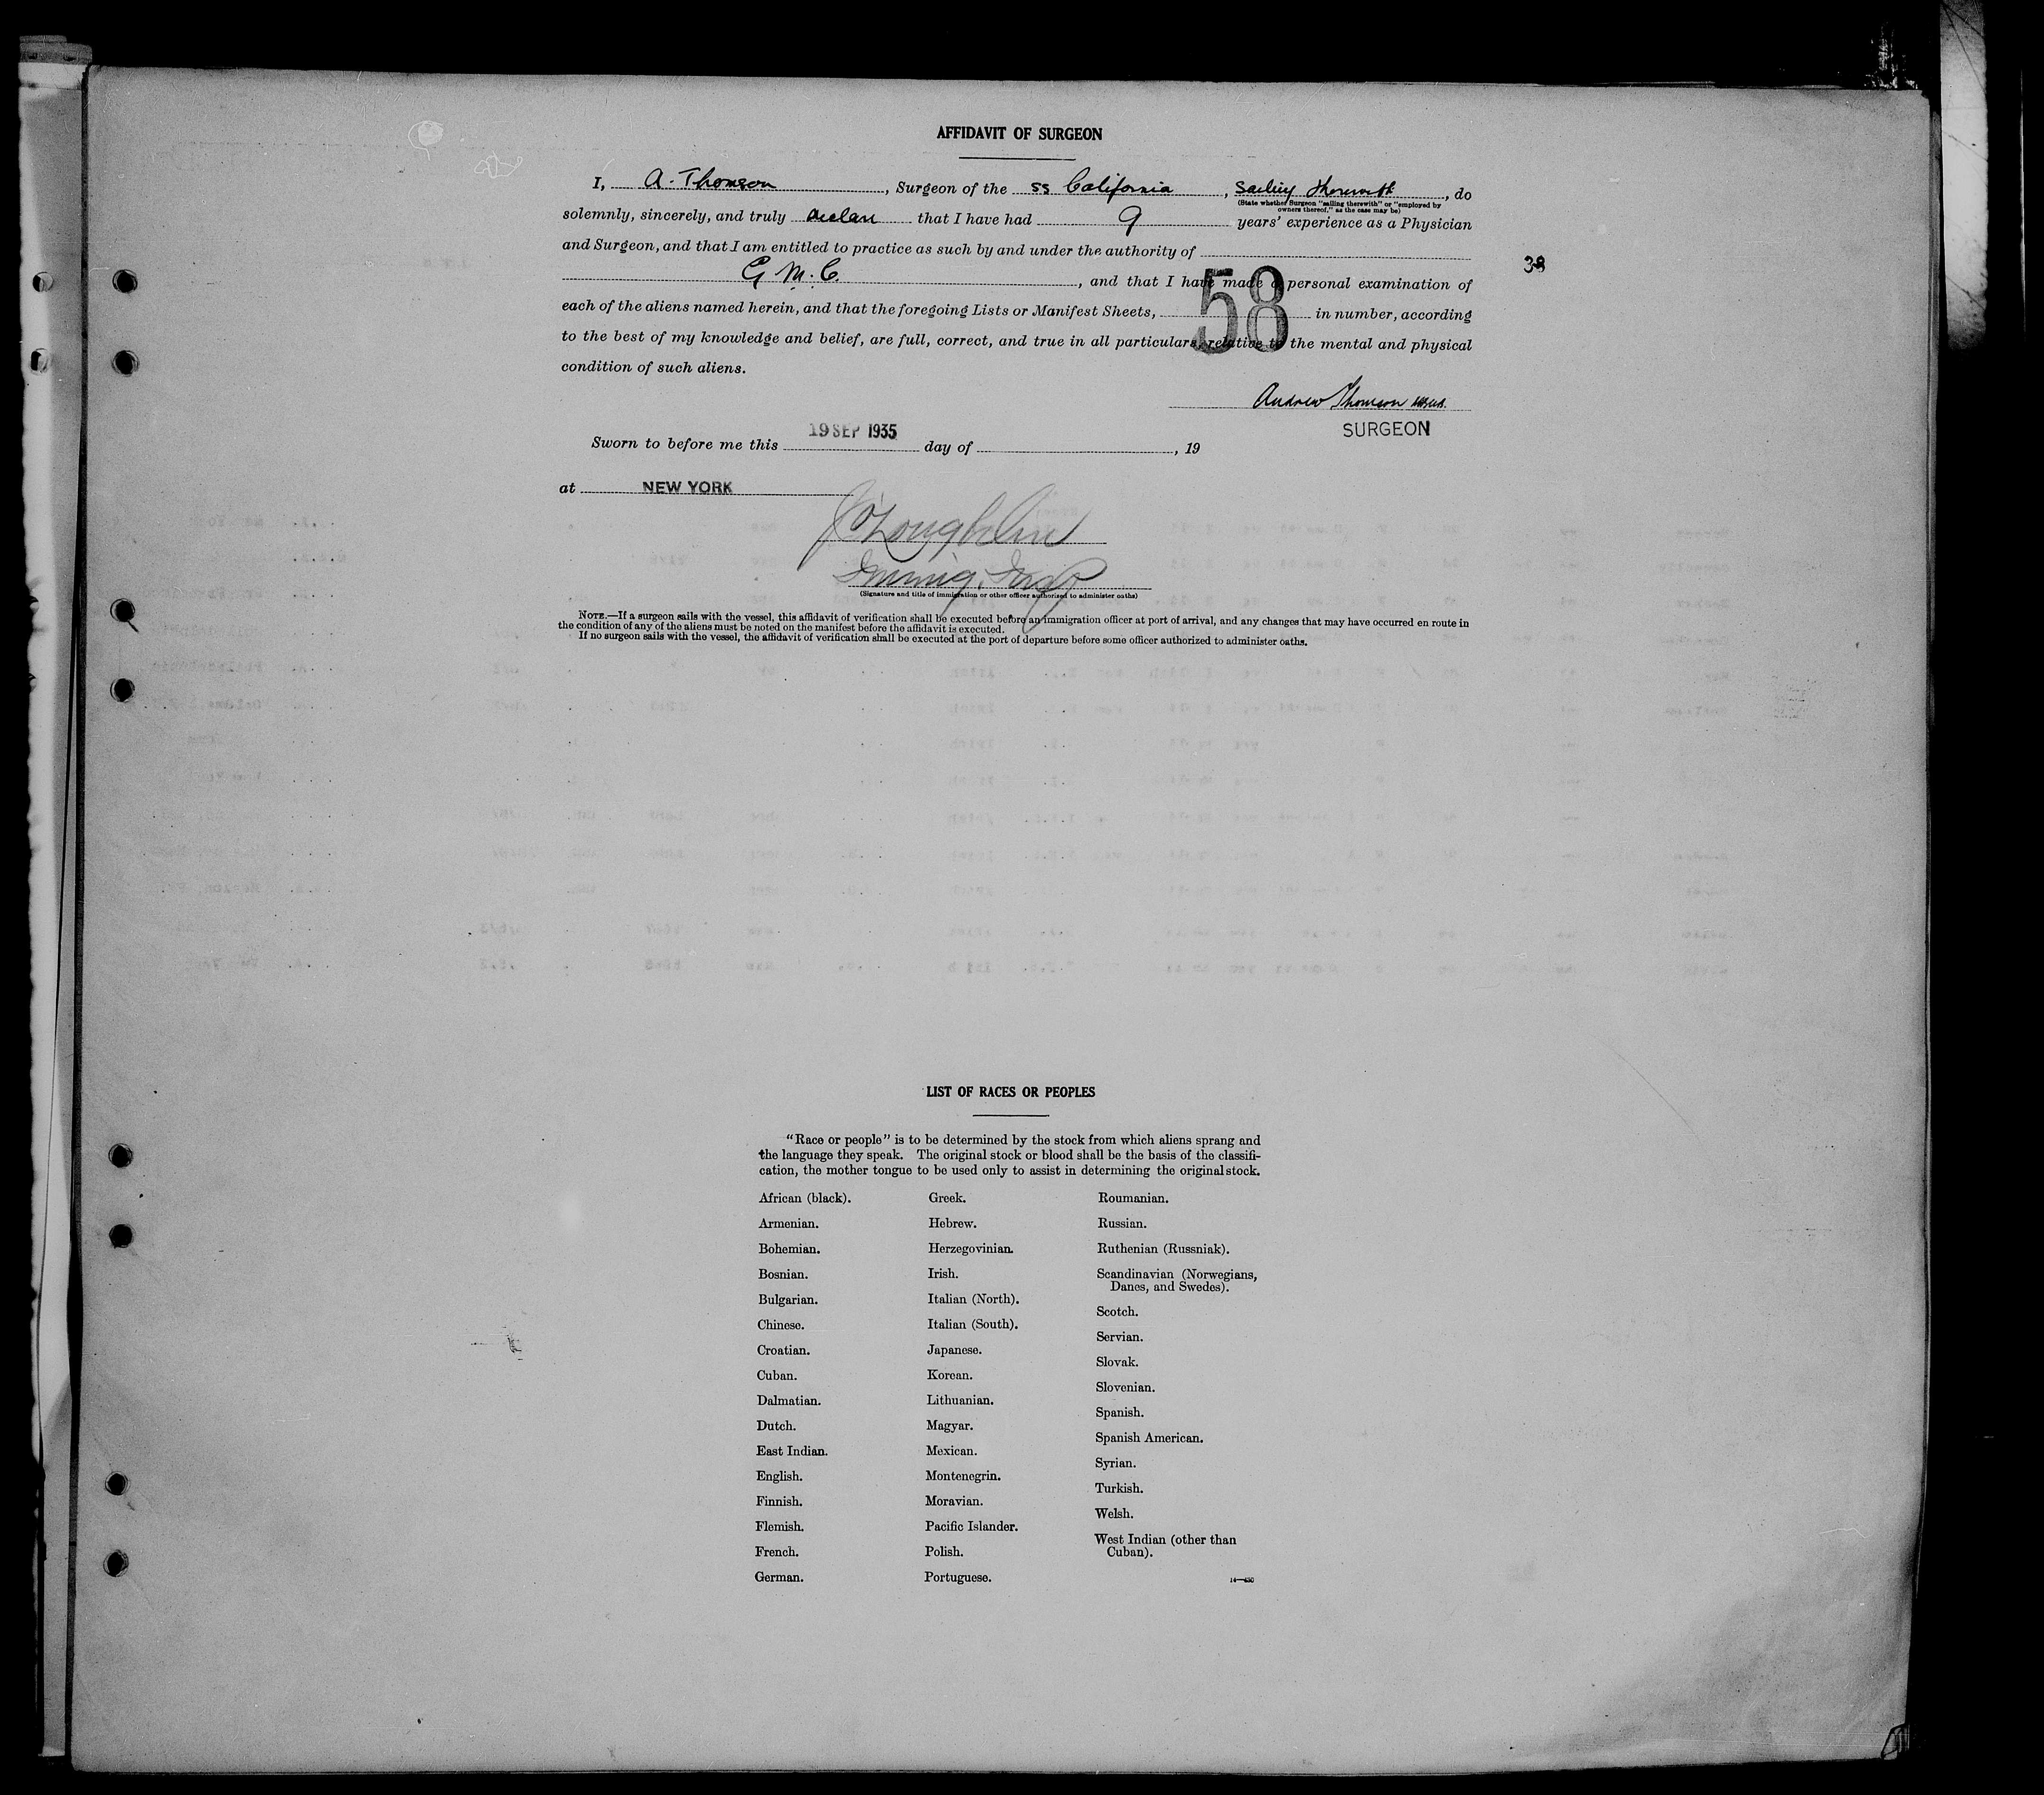 AFFIDAVIT OF SURGEON
I, A. Thomson, Surgeon of the SS California, Sailing therewith, do
(State whether Surgeon "sailing therewith" or "employed by
owners thereof," as the case may be)
solemnly, sincerely, and truly declare that I have had 9 years' experience as a Physician
and Surgeon, and that I am entitled to practice as such by and under the authority of
G. M. C., and that I have made a personal examination of
38
each of the aliens named herein, and that the foregoing Lists or Manifest Sheets, 58 in number, according
to the best of my knowledge and belief, are full, correct, and true in all particulars, relative to the mental and physical
condition of such aliens.
Andrew Thomson
SURGEON
Sworn to before me this 19 SEP 1935 day of , 19
at NEW YORK
Immig. Insp
(Signature and title of immigration or other officer authorized to administer oaths)
NOTE.—If a surgeon sails with the vessel, this affidavit of verification shall be executed before an immigration officer at port of arrival, and any changes that may have occurred en route in
the condition of any of the aliens must be noted on the manifest before the affidavit is executed.
If no surgeon sails with the vessel, the affidavit of verification shall be executed at the port of departure before some officer authorized to administer oaths.
LIST OF RACES OR PEOPLES
"Race or people" is to be determined by the stock from which aliens sprang and
the language they speak. The original stock or blood shall be the basis of the classifi-
cation, the mother tongue to be used only to assist in determining the original stock.
African (black).
Armenian.
Bohemian.
Bosnian.
Bulgarian.
Chinese.
Croatian.
Cuban.
Dalmatian.
Dutch.
East Indian.
English.
Finnish.
Flemish.
French.
German.
Greek.
Hebrew.
Herzegovinian.
Irish.
Italian (North).
Italian (South).
Japanese.
Korean.
Lithuanian.
Magyar.
Mexican.
Montenegrin.
Moravian.
Pacific Islander.
Polish.
Portuguese.
Roumanian.
Russian.
Ruthenian (Russniak).
Scandinavian (Norwegians,
Danes, and Swedes).
Scotch.
Servian.
Slovak.
Slovenian.
Spanish.
Spanish American.
Syrian.
Turkish.
Welsh.
West Indian (other than
Cuban).